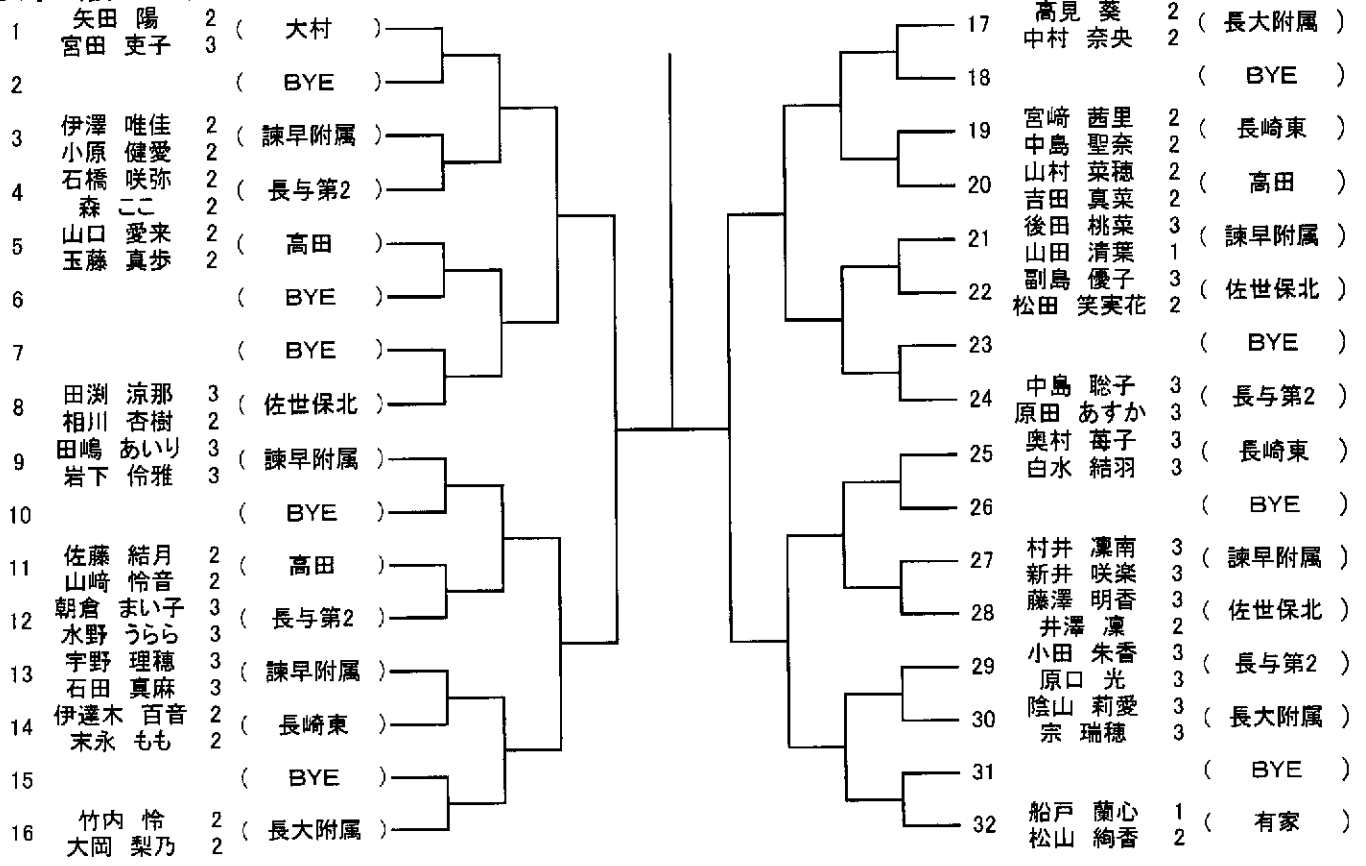 1 矢田 陽 2 ( 大村 )
宮田 吏子 3
2 ( BYE )
3 伊澤 唯佳 2 ( 諫早附属 )
小原 健愛 2
4 石橋 咲弥 2 ( 長与第2 )
森 ここ 2
5 山口 愛来 2 ( 高田 )
玉藤 真歩 2
6 ( BYE )
7 ( BYE )
8 田渕 涼那 3 ( 佐世保北 )
相川 杏樹 2
9 田嶋 あいり 3 ( 諫早附属 )
岩下 伶雅 3
10 ( BYE )
11 佐藤 結月 2 ( 高田 )
山﨑 怜音 2
12 朝倉 まい子 3 ( 長与第2 )
水野 うらら 3
13 宇野 理穂 3 ( 諫早附属 )
石田 真麻 3
14 伊達木 百音 2 ( 長崎東 )
末永 もも 2
15 ( BYE )
16 竹内 怜 2 ( 長大附属 )
大岡 梨乃 2
17 高見 葵 2 ( 長大附属 )
中村 奈央 2
18 ( BYE )
19 宮﨑 茜里 2 ( 長崎東 )
中島 聖奈 2
20 山村 菜穂 2 ( 高田 )
吉田 真菜 2
21 後田 桃菜 3 ( 諫早附属 )
山田 清葉 1
22 副島 優子 3 ( 佐世保北 )
松田 笑実花 2
23 ( BYE )
24 中島 聡子 3 ( 長与第2 )
原田 あすか 3
25 奥村 苺子 3 ( 長崎東 )
白水 結羽 3
26 ( BYE )
27 村井 凜南 3 ( 諫早附属 )
新井 咲楽 3
28 藤澤 明香 3 ( 佐世保北 )
井澤 凜 2
29 小田 朱香 3 ( 長与第2 )
原口 光 3
30 陰山 莉愛 3 ( 長大附属 )
宗 瑞穂 3
31 ( BYE )
32 船戸 蘭心 1 ( 有家 )
松山 絢香 2